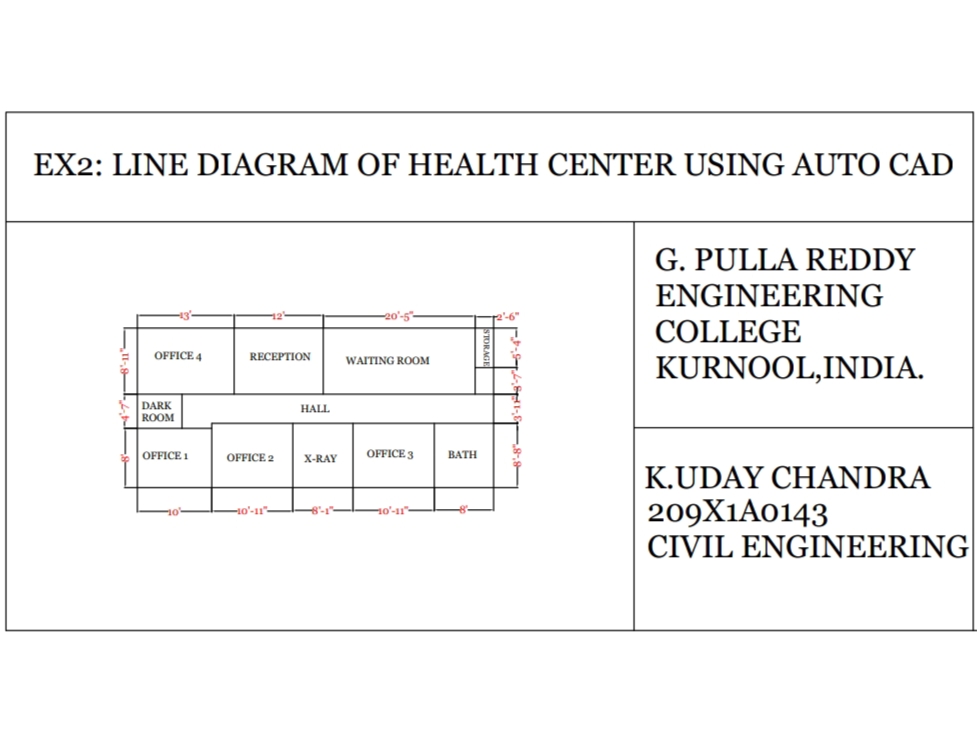 EX2: LINE DIAGRAM OF HEALTH CENTER USING AUTO CAD
G. PULLA REDDY
ENGINEERING
COLLEGE
KURNOOL,INDIA.
K.UDAY CHANDRA
209X1A0143
CIVIL ENGINEERING
13' 12' 20'-5" 2'-6"
8'-11" OFFICE 4 RECEPTION WAITING ROOM STORAGE 5'-4"
3'-7"
4'-7" DARK
ROOM
HALL 3'-11"
8' OFFICE 1 OFFICE 2 X-RAY OFFICE 3 BATH 8'-8"
10' 10'-11" 8'-1" 10'-11" 8'